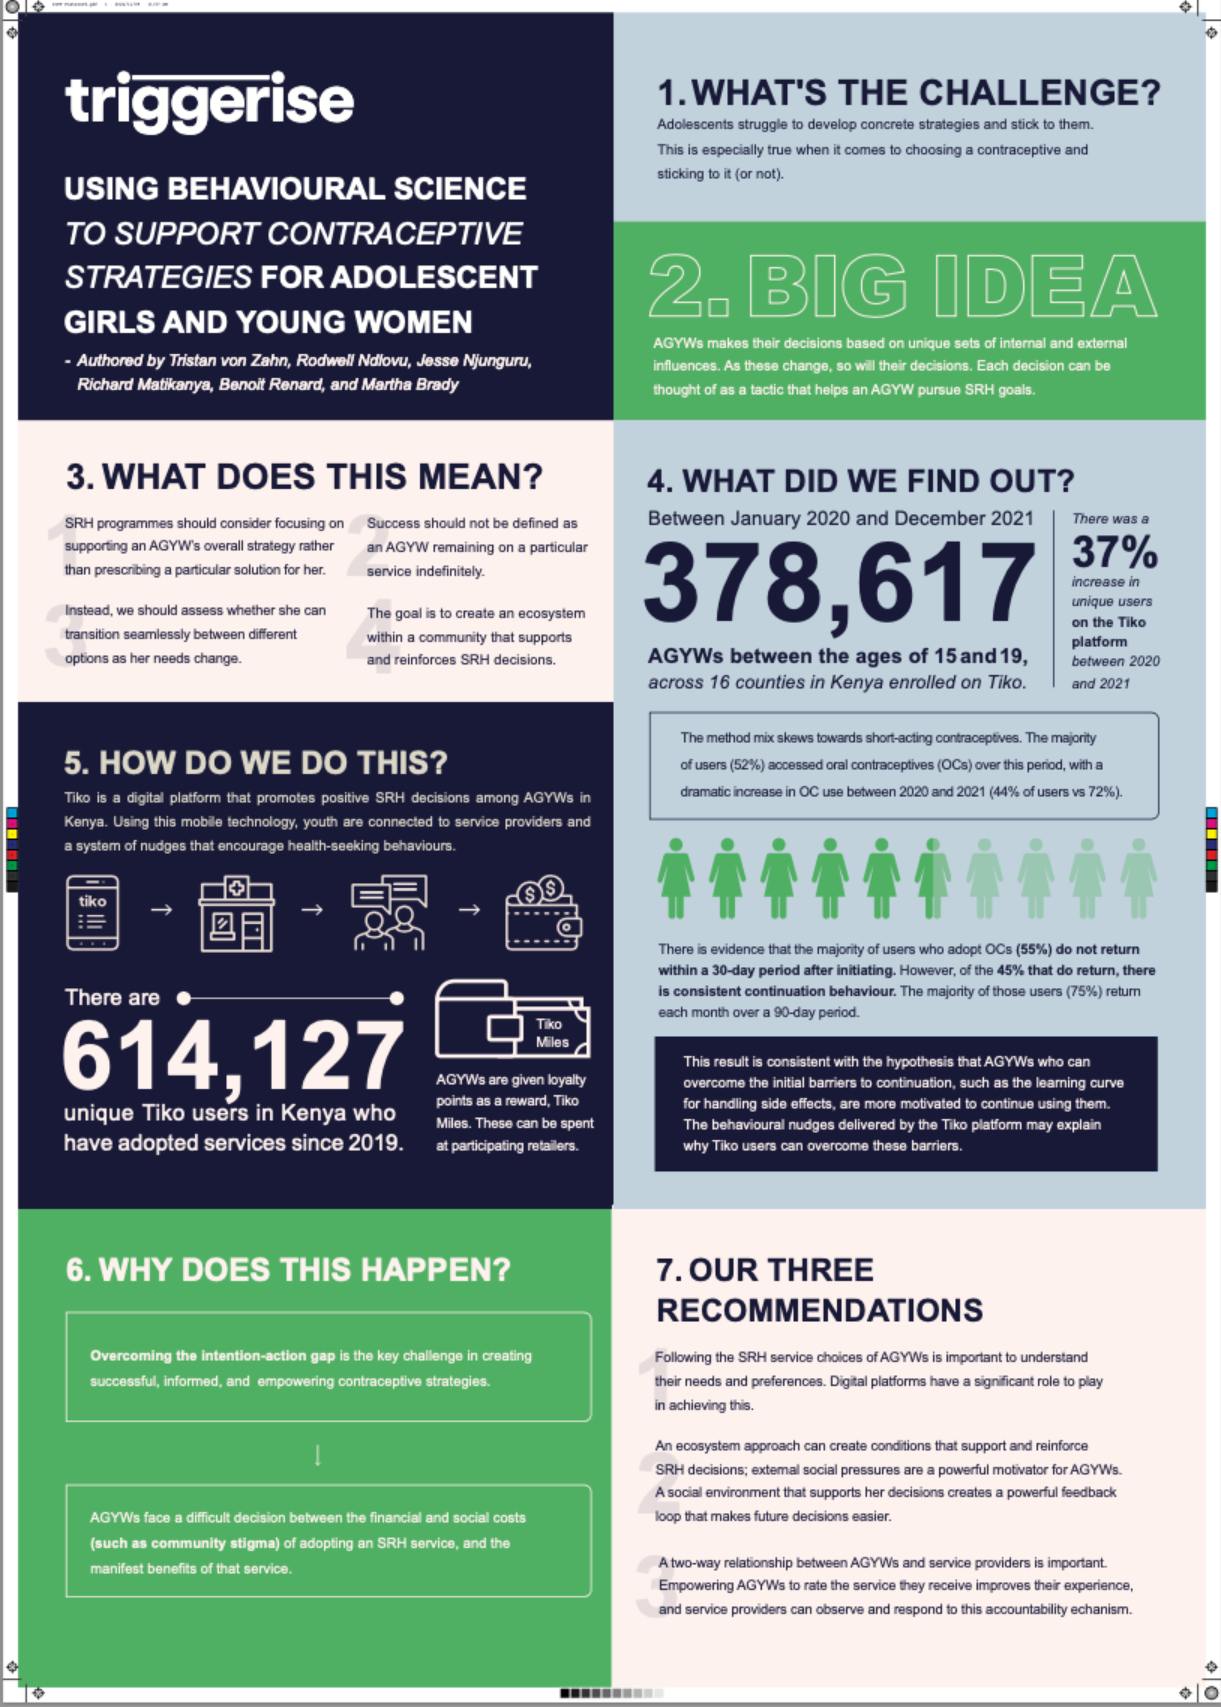 triggerise
USING BEHAVIOURAL SCIENCE
TO SUPPORT CONTRACEPTIVE
STRATEGIES FOR ADOLESCENT
GIRLS AND YOUNG WOMEN
- Authored by Tristan von Zahn, Rodwell Ndlovu, Jesse Njunguru,
Richard Matikanya, Benoit Renard, and Martha Brady
1. WHAT'S THE CHALLENGE?
Adolescents struggle to develop concrete strategies and stick to them.
This is especially true when it comes to choosing a contraceptive and
sticking to it (or not).
2. BIG IDEA
AGYWs makes their decisions based on unique sets of internal and external
influences. As these change, so will their decisions. Each decision can be
thought of as a tactic that helps an AGYW pursue SRH goals.
3. WHAT DOES THIS MEAN?
1
SRH programmes should consider focusing on
supporting an AGYW's overall strategy rather
than prescribing a particular solution for her.
2
Success should not be defined as
an AGYW remaining on a particular
service indefinitely.
3
Instead, we should assess whether she can
transition seamlessly between different
options as her needs change.
4
The goal is to create an ecosystem
within a community that supports
and reinforces SRH decisions.
4. WHAT DID WE FIND OUT?
Between January 2020 and December 2021
378,617
AGYWs between the ages of 15 and 19,
across 16 counties in Kenya enrolled on Tiko.
There was a
37%
increase in
unique users
on the Tiko
platform
between 2020
and 2021
The method mix skews towards short-acting contraceptives. The majority
of users (52%) accessed oral contraceptives (OCs) over this period, with a
dramatic increase in OC use between 2020 and 2021 (44% of users vs 72%).
There is evidence that the majority of users who adopt OCs (55%) do not return
within a 30-day period after initiating. However, of the 45% that do return, there
is consistent continuation behaviour. The majority of those users (75%) return
each month over a 90-day period.
This result is consistent with the hypothesis that AGYWs who can
overcome the initial barriers to continuation, such as the learning curve
for handling side effects, are more motivated to continue using them.
The behavioural nudges delivered by the Tiko platform may explain
why Tiko users can overcome these barriers.
5. HOW DO WE DO THIS?
Tiko is a digital platform that promotes positive SRH decisions among AGYWs in
Kenya. Using this mobile technology, youth are connected to service providers and
a system of nudges that encourage health-seeking behaviours.
tiko
$ $
There are
614,127
unique Tiko users in Kenya who
have adopted services since 2019.
Tiko
Miles
AGYWs are given loyalty
points as a reward, Tiko
Miles. These can be spent
at participating retailers.
6. WHY DOES THIS HAPPEN?
Overcoming the intention-action gap is the key challenge in creating
successful, informed, and empowering contraceptive strategies.
AGYWs face a difficult decision between the financial and social costs
(such as community stigma) of adopting an SRH service, and the
manifest benefits of that service.
7. OUR THREE
RECOMMENDATIONS
1
Following the SRH service choices of AGYWs is important to understand
their needs and preferences. Digital platforms have a significant role to play
in achieving this.
2
An ecosystem approach can create conditions that support and reinforce
SRH decisions; external social pressures are a powerful motivator for AGYWs.
A social environment that supports her decisions creates a powerful feedback
loop that makes future decisions easier.
3
A two-way relationship between AGYWs and service providers is important.
Empowering AGYWs to rate the service they receive improves their experience,
and service providers can observe and respond to this accountability echanism.